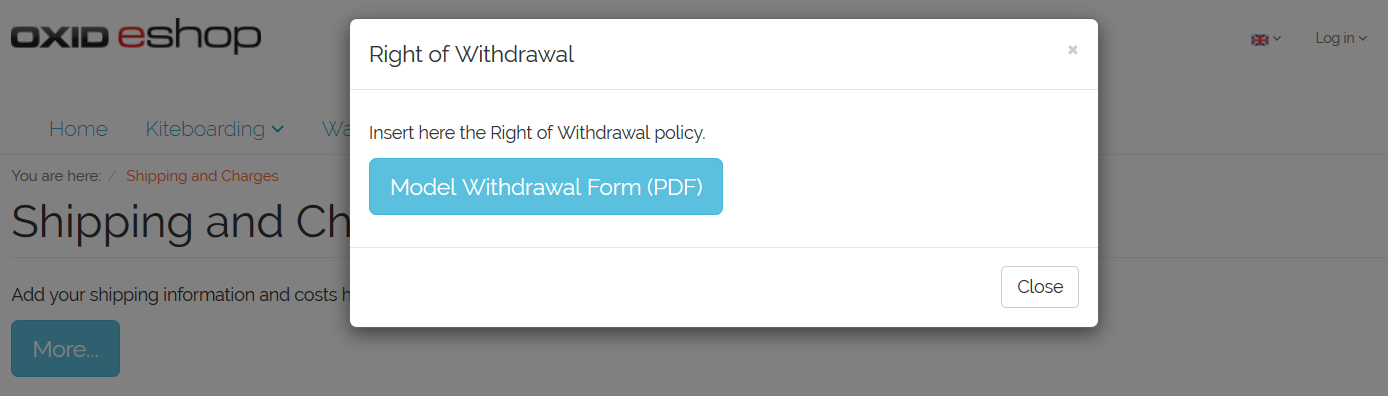 OXID eshop
Log in
Right of Withdrawal
×
Home
Kiteboarding
Wa
Insert here the Right of Withdrawal policy.
You are here: / Shipping and Charges
Model Withdrawal Form (PDF)
Shipping and Ch
Add your shipping information and costs h
Close
More...